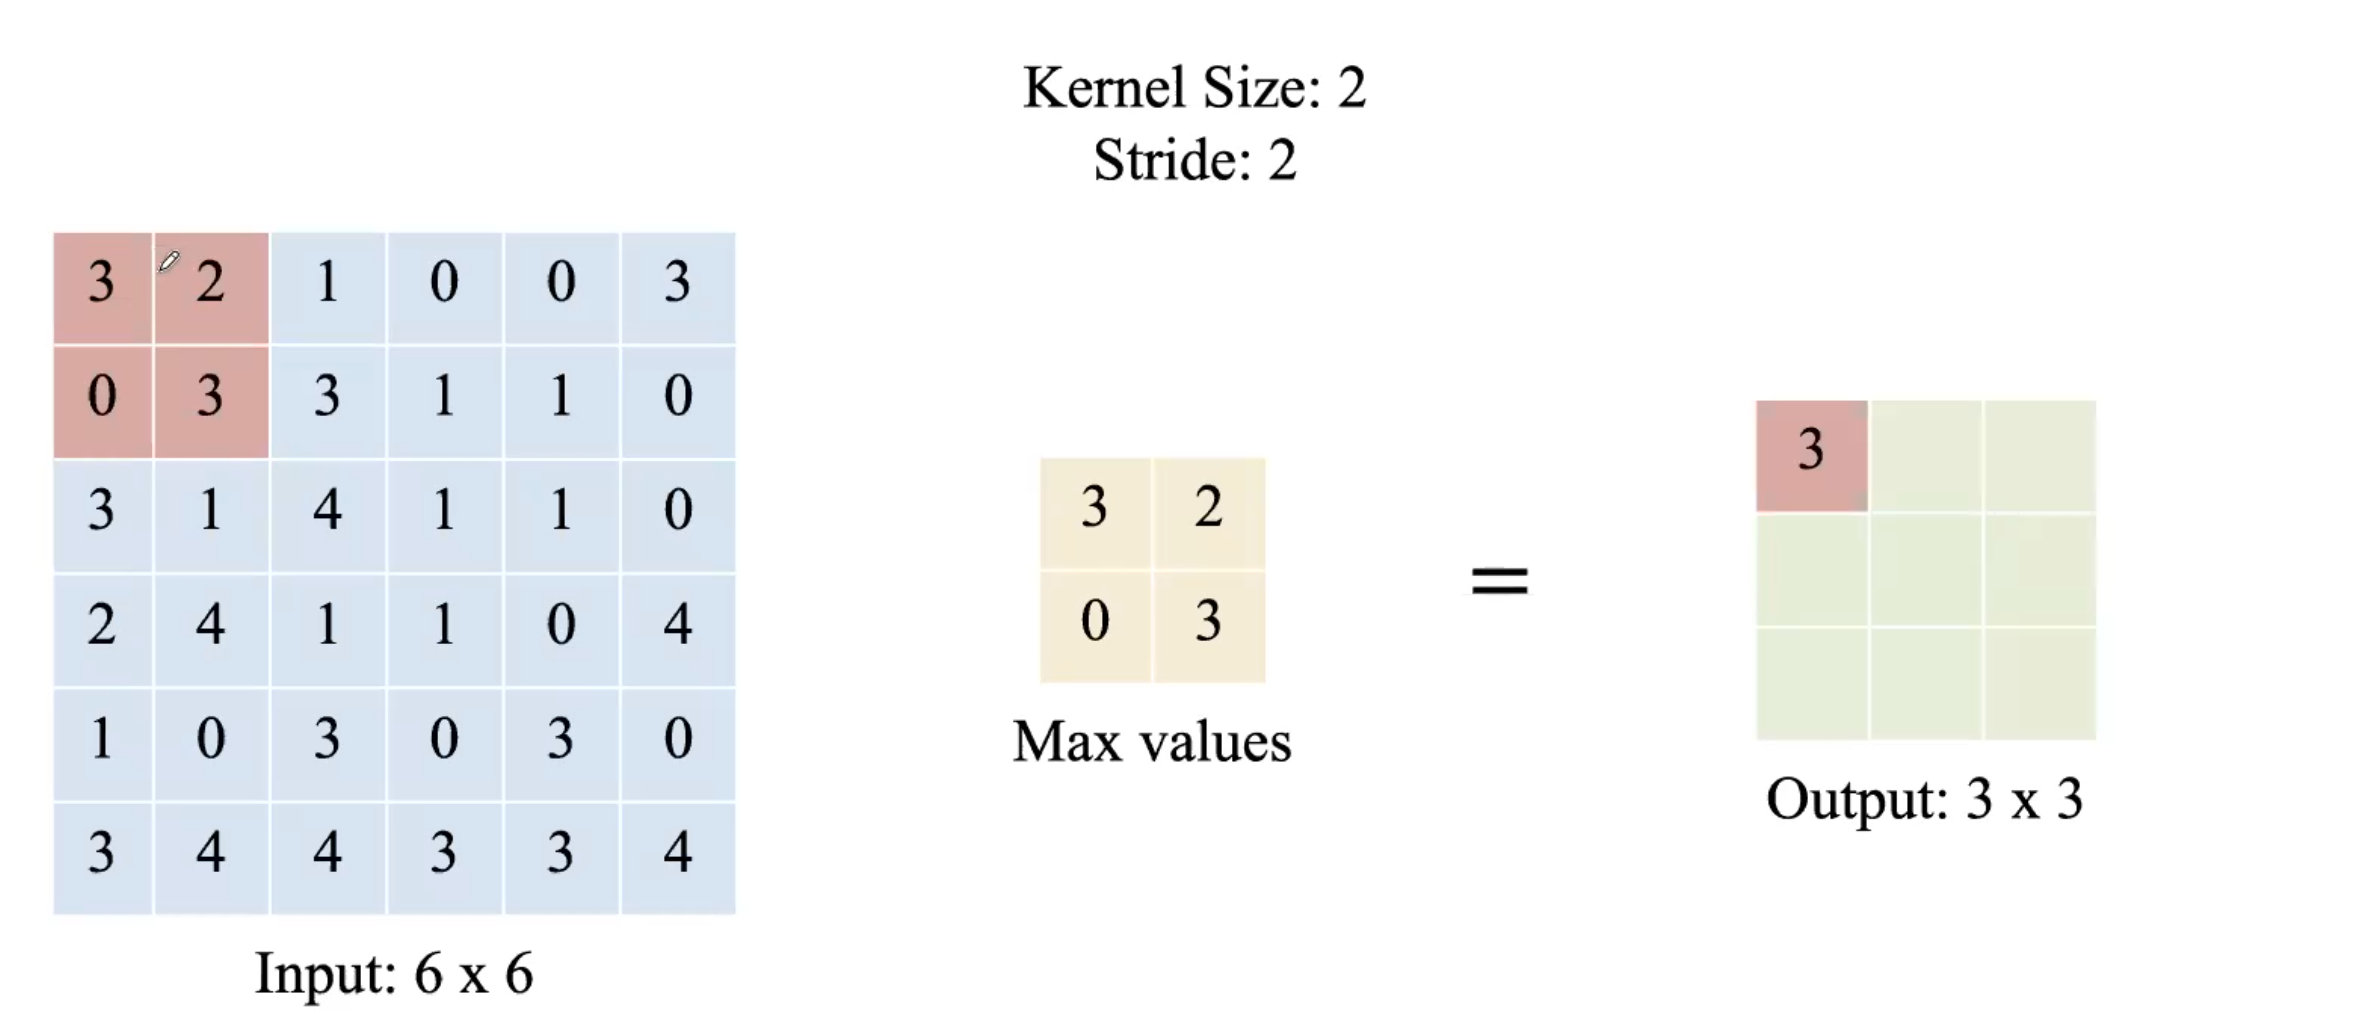 Kernel Size: 2
Stride: 2
3 2 1 0 0 3
0 3 3 1 1 0
3 1 4 1 1 0
2 4 1 1 0 4
1 0 3 0 3 0
3 4 4 3 3 4
Input: 6 x 6
3 2
0 3
Max values
=
3
Output: 3 x 3